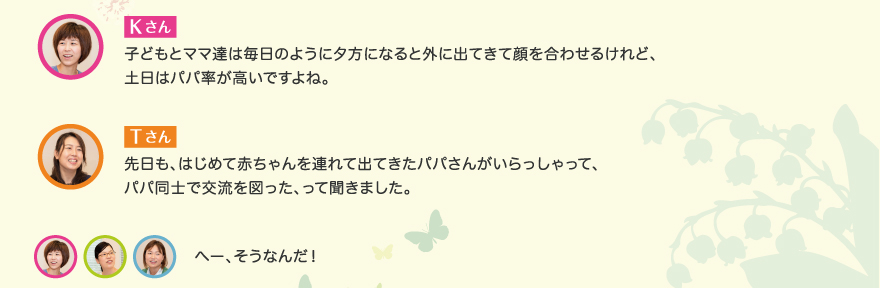 Kさん
子どもとママ達は毎日のように夕方になると外に出てきて顔を合わせるけれど、
土日はパパ率が高いですよね。
Tさん
先日も、はじめて赤ちゃんを連れて出てきたパパさんがいらっしゃって、
パパ同士で交流を図った、って聞きました。
へー、そうなんだ！